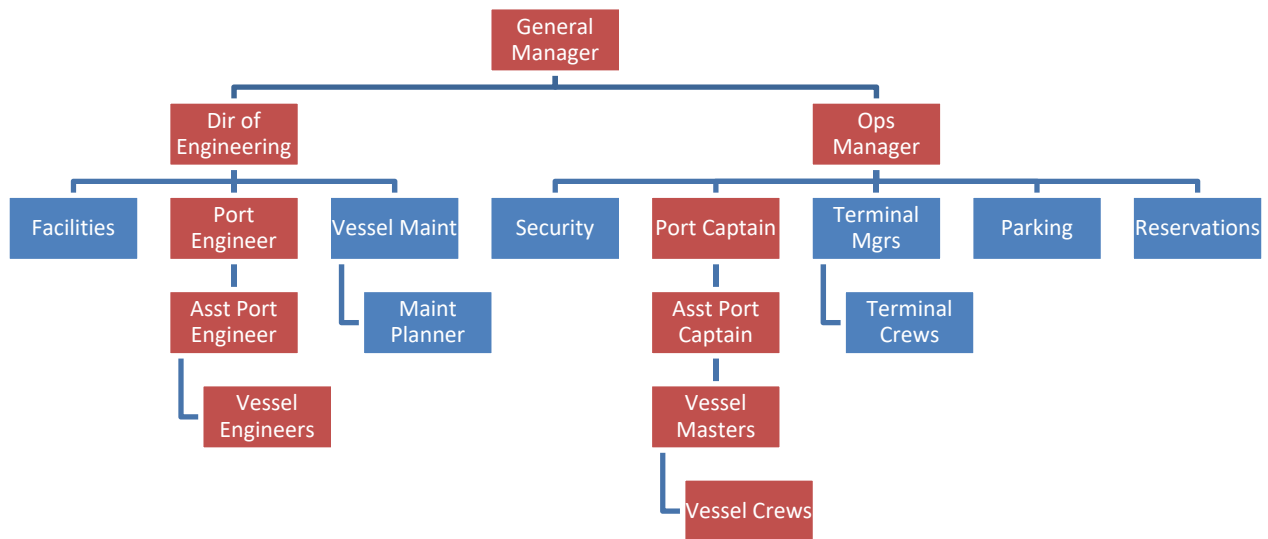 General
Manager
Dir of
Engineering
Ops
Manager
Facilities
Port
Engineer
Vessel Maint
Security
Port Captain
Terminal
Mgrs
Parking
Reservations
Asst Port
Engineer
Maint
Planner
Asst Port
Captain
Terminal
Crews
Vessel
Engineers
Vessel
Masters
Vessel Crews